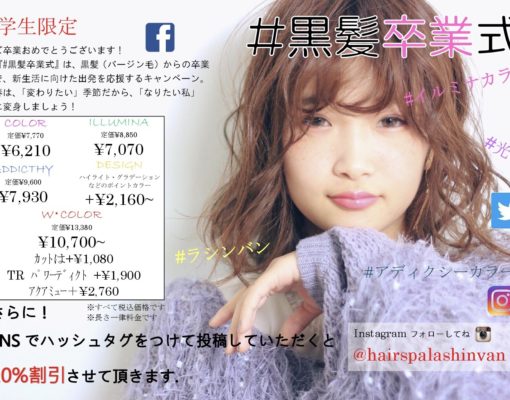 学生限定
#黒髪卒業式
ご卒業おめでとうございます！
『#黒髪卒業式』は、黒髪（バージン毛）からの卒業
で、新生活に向けた出発を応援するキャンペーン。
春は、「変わりたい」季節だから、「なりたい私」
に変身しましょう！
#イルミナカラ
#光
COLOR
定価¥7,770
¥6,210
ILLUMINA
定価¥8,850
¥7,070
ADDICTHY
定価¥9,600
¥7,930
DESIGN
ハイライト・グラデーション
などのポイントカラー
+¥2,160~
W・COLOR
定価¥13,380
¥10,700~
カットは+¥1,080
TR ﾊﾟﾜｰﾃﾞｨｸﾄ +¥1,900
ｱｸｱﾐｭｰ+¥2,760
#ラシンバン
#アディクシーカラー
※すべて税込価格です
※長さ一律料金です
さらに！
SNSでハッシュタグをつけて投稿していただくと
0%割引させて頂きます.
Instagram フォローしてね
@hairspalashinvan